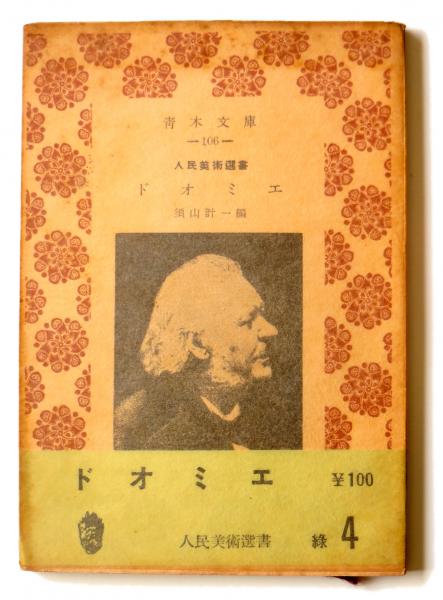 青木文庫
—106—
人民美術選書
ドオミエ
須山計一編
ドオミエ ¥100
人民美術選書 綠 4